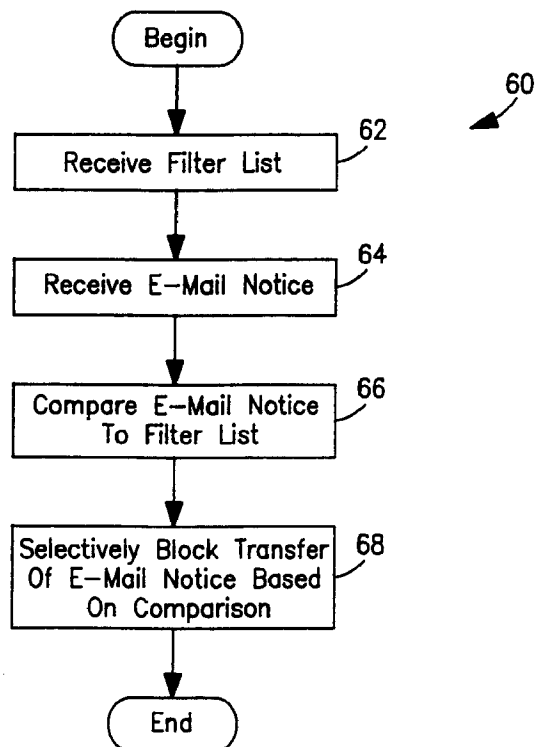 Begin
60
62
Receive Filter List
64
Receive E-Mail Notice
66
Compare E-Mail Notice
To Filter List
68
Selectively Block Transfer
Of E-Mail Notice Based
On Comparison
End